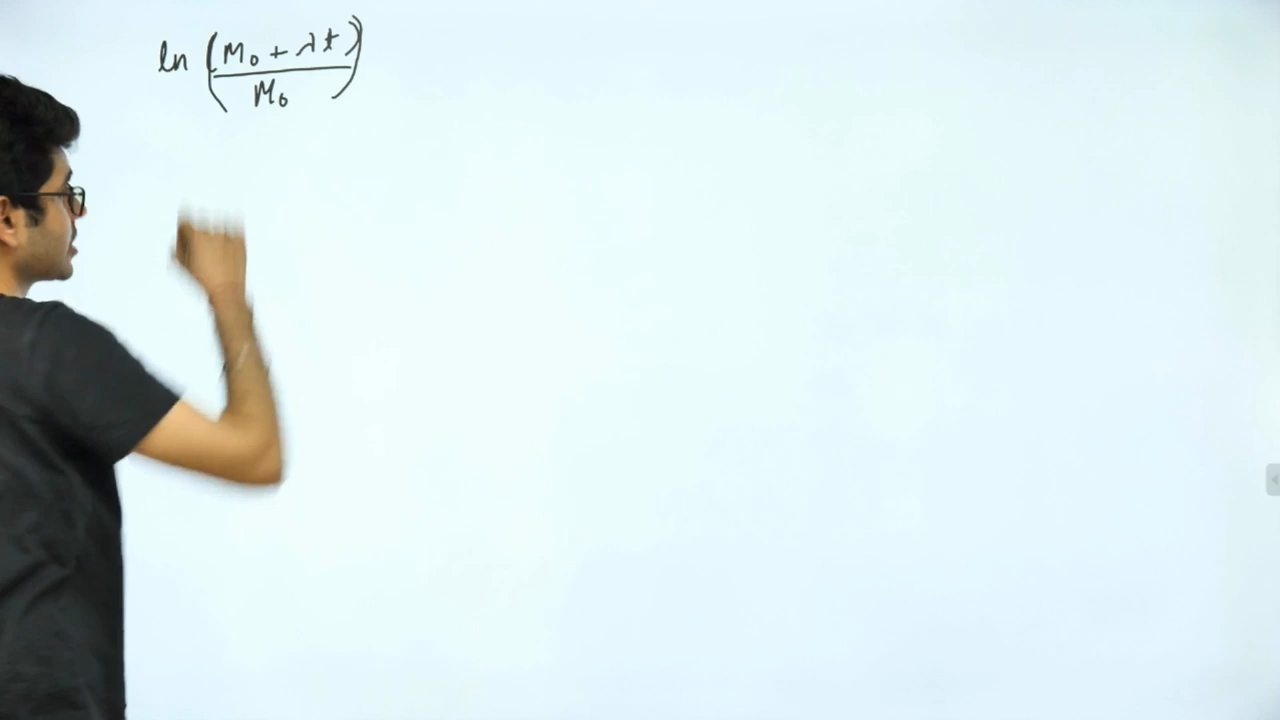 ln (M₀ + λt / M₀)